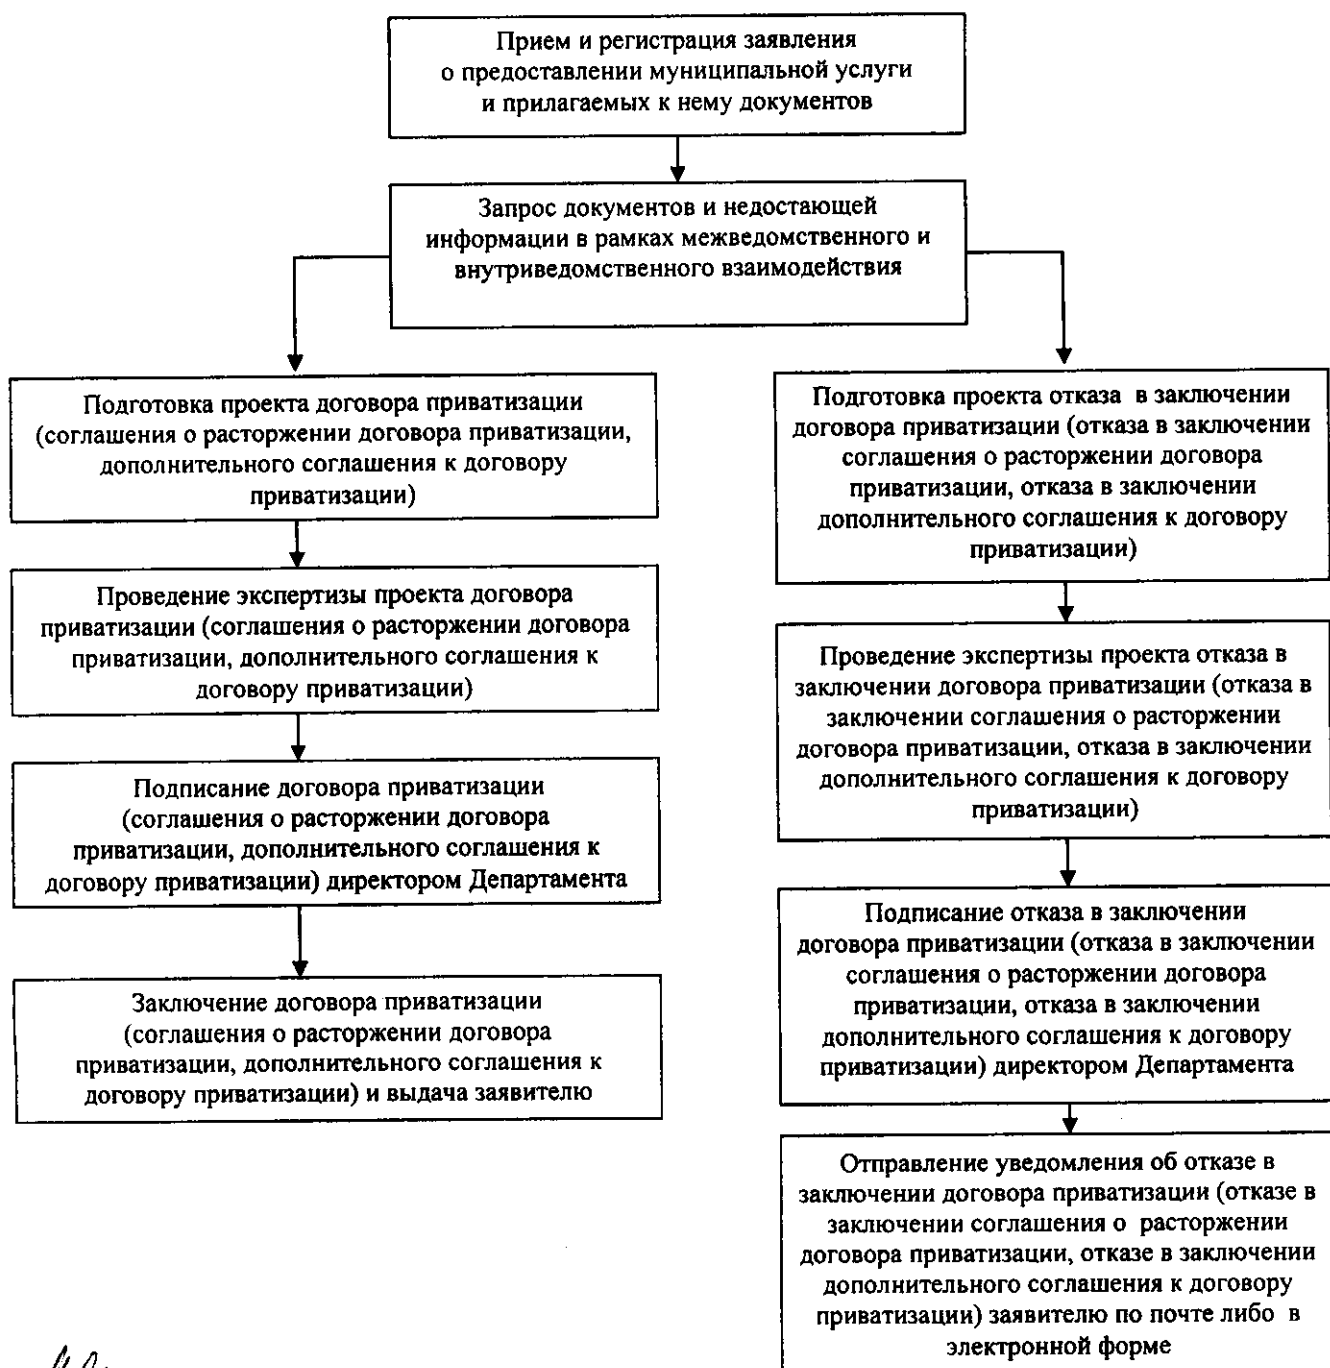 Прием и регистрация заявления
о предоставлении муниципальной услуги
и прилагаемых к нему документов
Запрос документов и недостающей
информации в рамках межведомственного и
внутриведомственного взаимодействия
Подготовка проекта договора приватизации
(соглашения о расторжении договора приватизации,
дополнительного соглашения к договору
приватизации)
Проведение экспертизы проекта договора
приватизации (соглашения о расторжении договора
приватизации, дополнительного соглашения к
договору приватизации)
Подписание договора приватизации
(соглашения о расторжении договора
приватизации, дополнительного соглашения к
договору приватизации) директором Департамента
Заключение договора приватизации
(соглашения о расторжении договора
приватизации, дополнительного соглашения к
договору приватизации) и выдача заявителю
Подготовка проекта отказа в заключении
договора приватизации (отказа в заключении
соглашения о расторжении договора
приватизации, отказа в заключении
дополнительного соглашения к договору
приватизации)
Проведение экспертизы проекта отказа в
заключении договора приватизации (отказа в
заключении соглашения о расторжении
договора приватизации, отказа в заключении
дополнительного соглашения к договору
приватизации)
Подписание отказа в заключении
договора приватизации (отказа в заключении
соглашения о расторжении договора
приватизации, отказа в заключении
дополнительного соглашения к договору
приватизации) директором Департамента
Отправление уведомления об отказе в
заключении договора приватизации (отказе в
заключении соглашения о расторжении
договора приватизации, отказе в заключении
дополнительного соглашения к договору
приватизации) заявителю по почте либо в
электронной форме